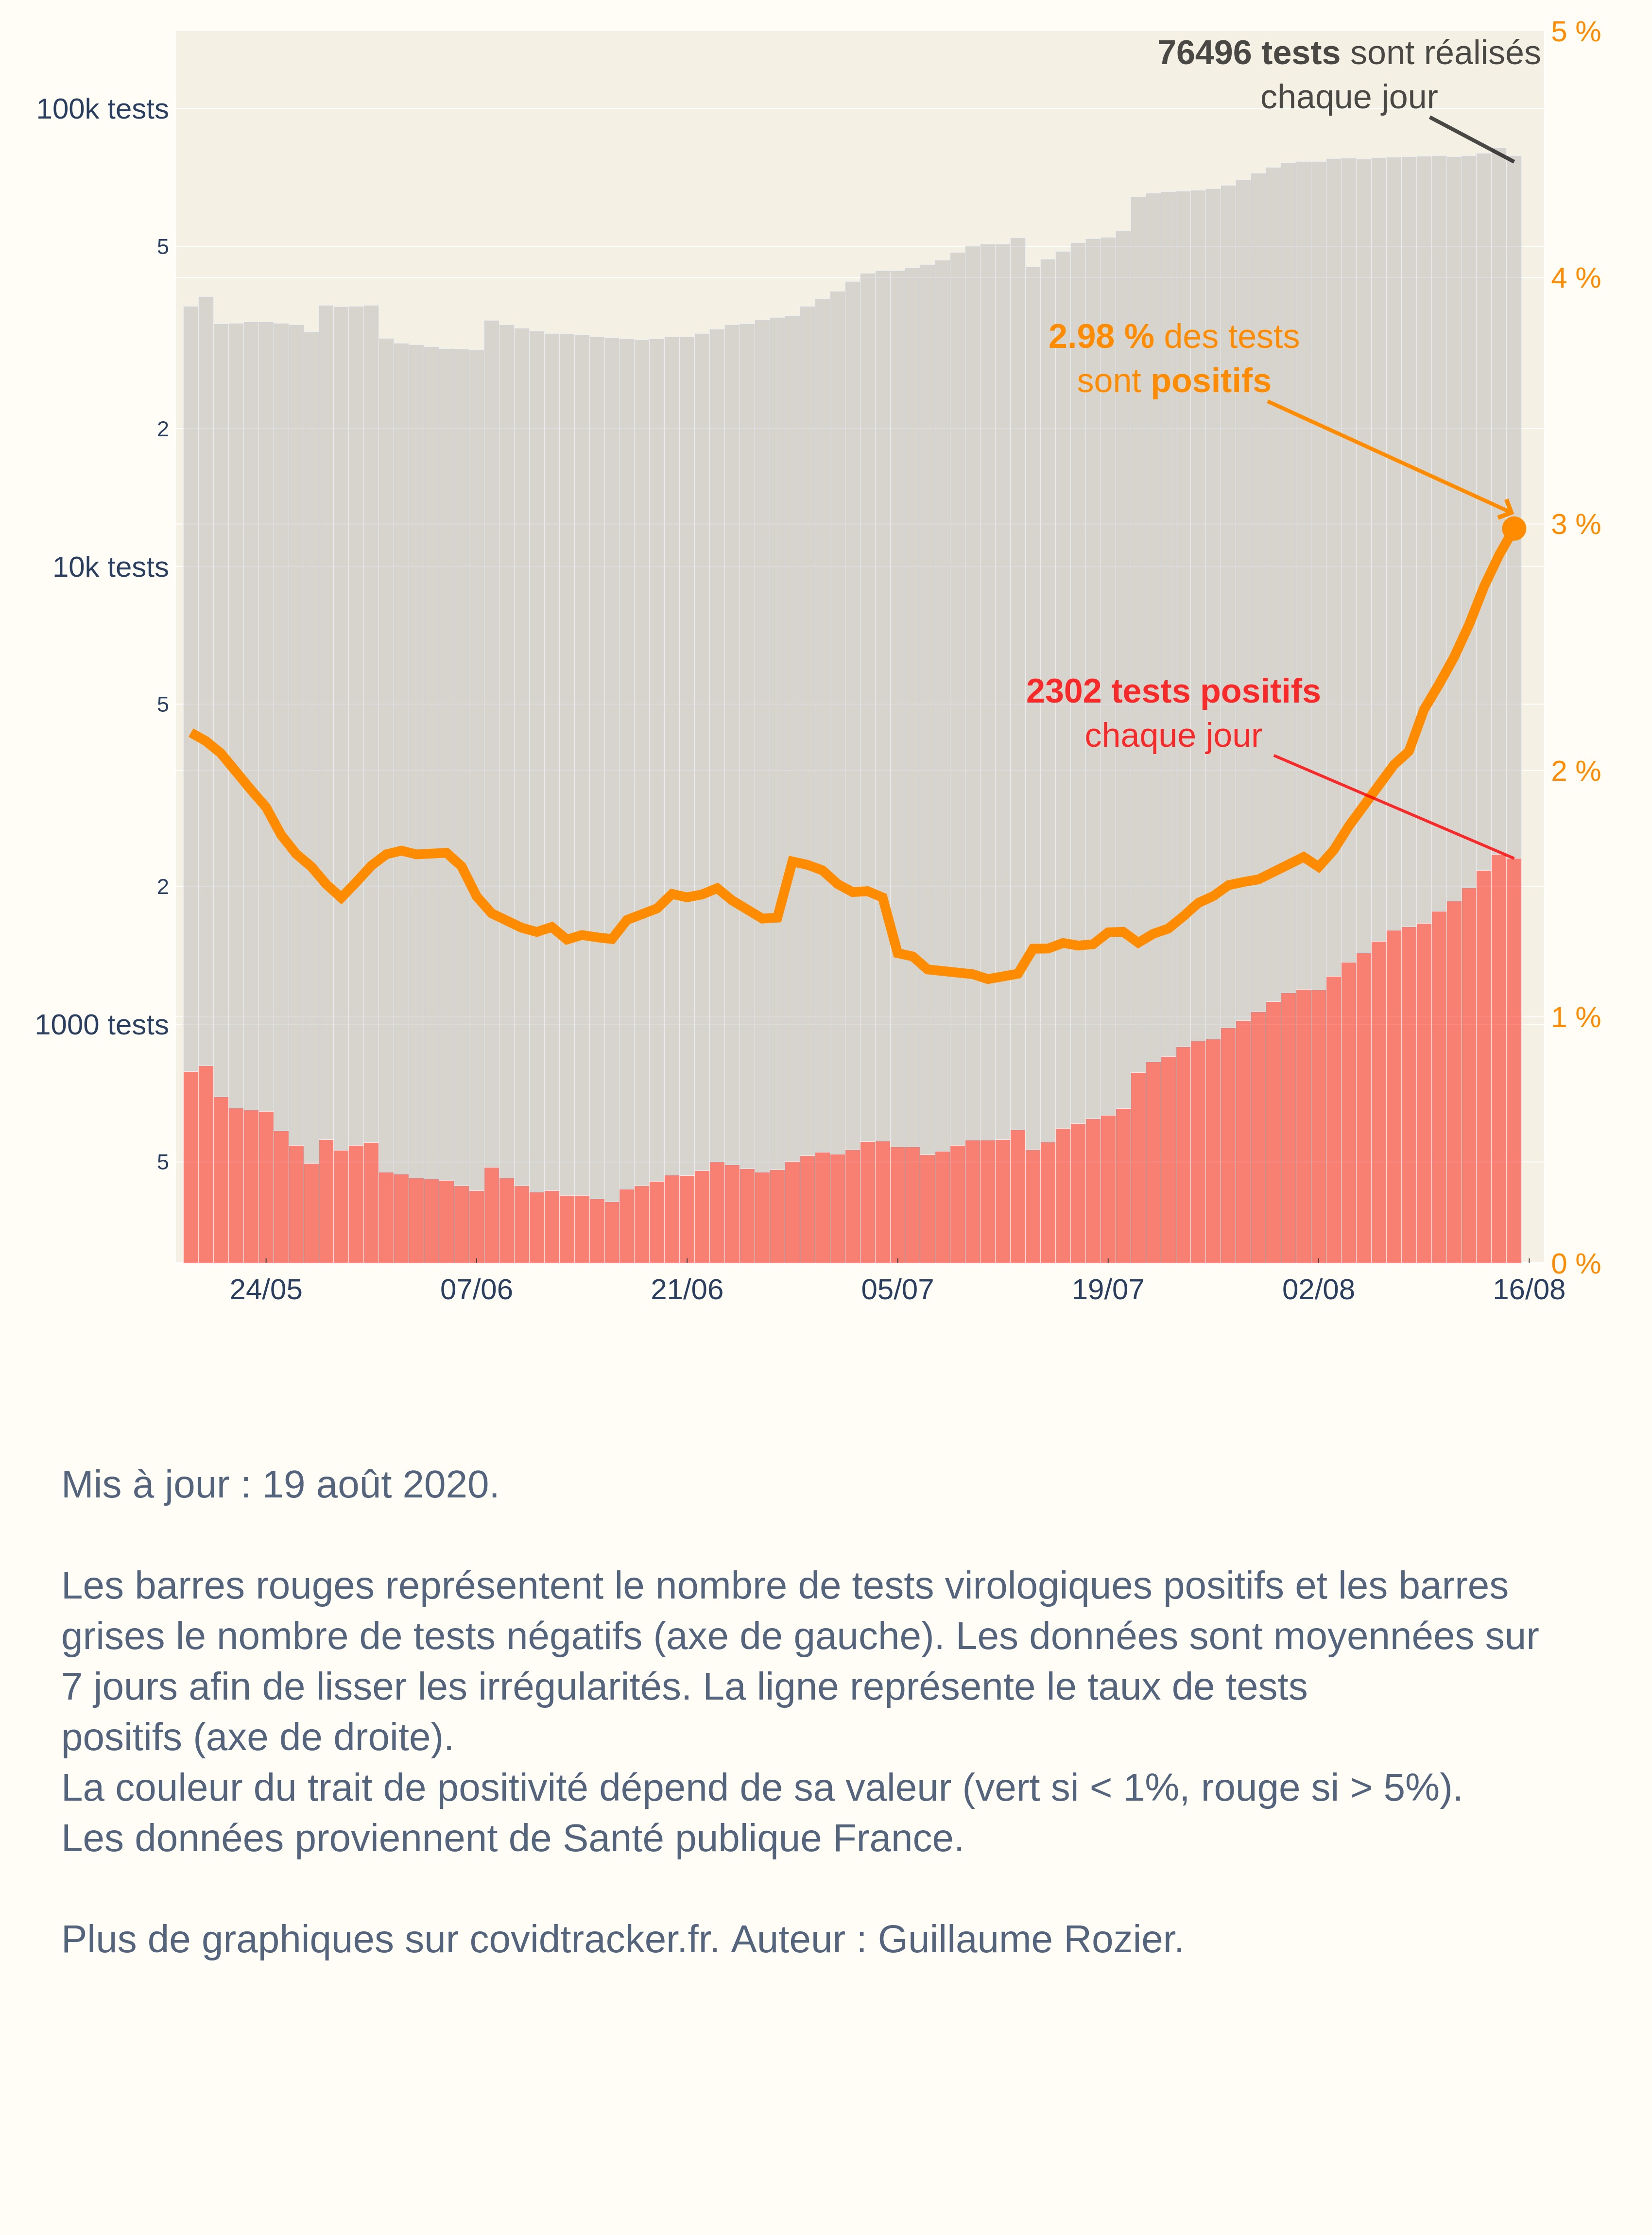 5 %
76496 tests sont réalisés
chaque jour
100k tests
5
4 %
2.98 % des tests
sont positifs
2
3 %
10k tests
2302 tests positifs
chaque jour
5
2 %
2
1000 tests
1 %
5
0 %
24/05 07/06 21/06 05/07 19/07 02/08 16/08
Mis à jour : 19 août 2020.
Les barres rouges représentent le nombre de tests virologiques positifs et les barres
grises le nombre de tests négatifs (axe de gauche). Les données sont moyennées sur
7 jours afin de lisser les irrégularités. La ligne représente le taux de tests
positifs (axe de droite).
La couleur du trait de positivité dépend de sa valeur (vert si < 1%, rouge si > 5%).
Les données proviennent de Santé publique France.
Plus de graphiques sur covidtracker.fr. Auteur : Guillaume Rozier.